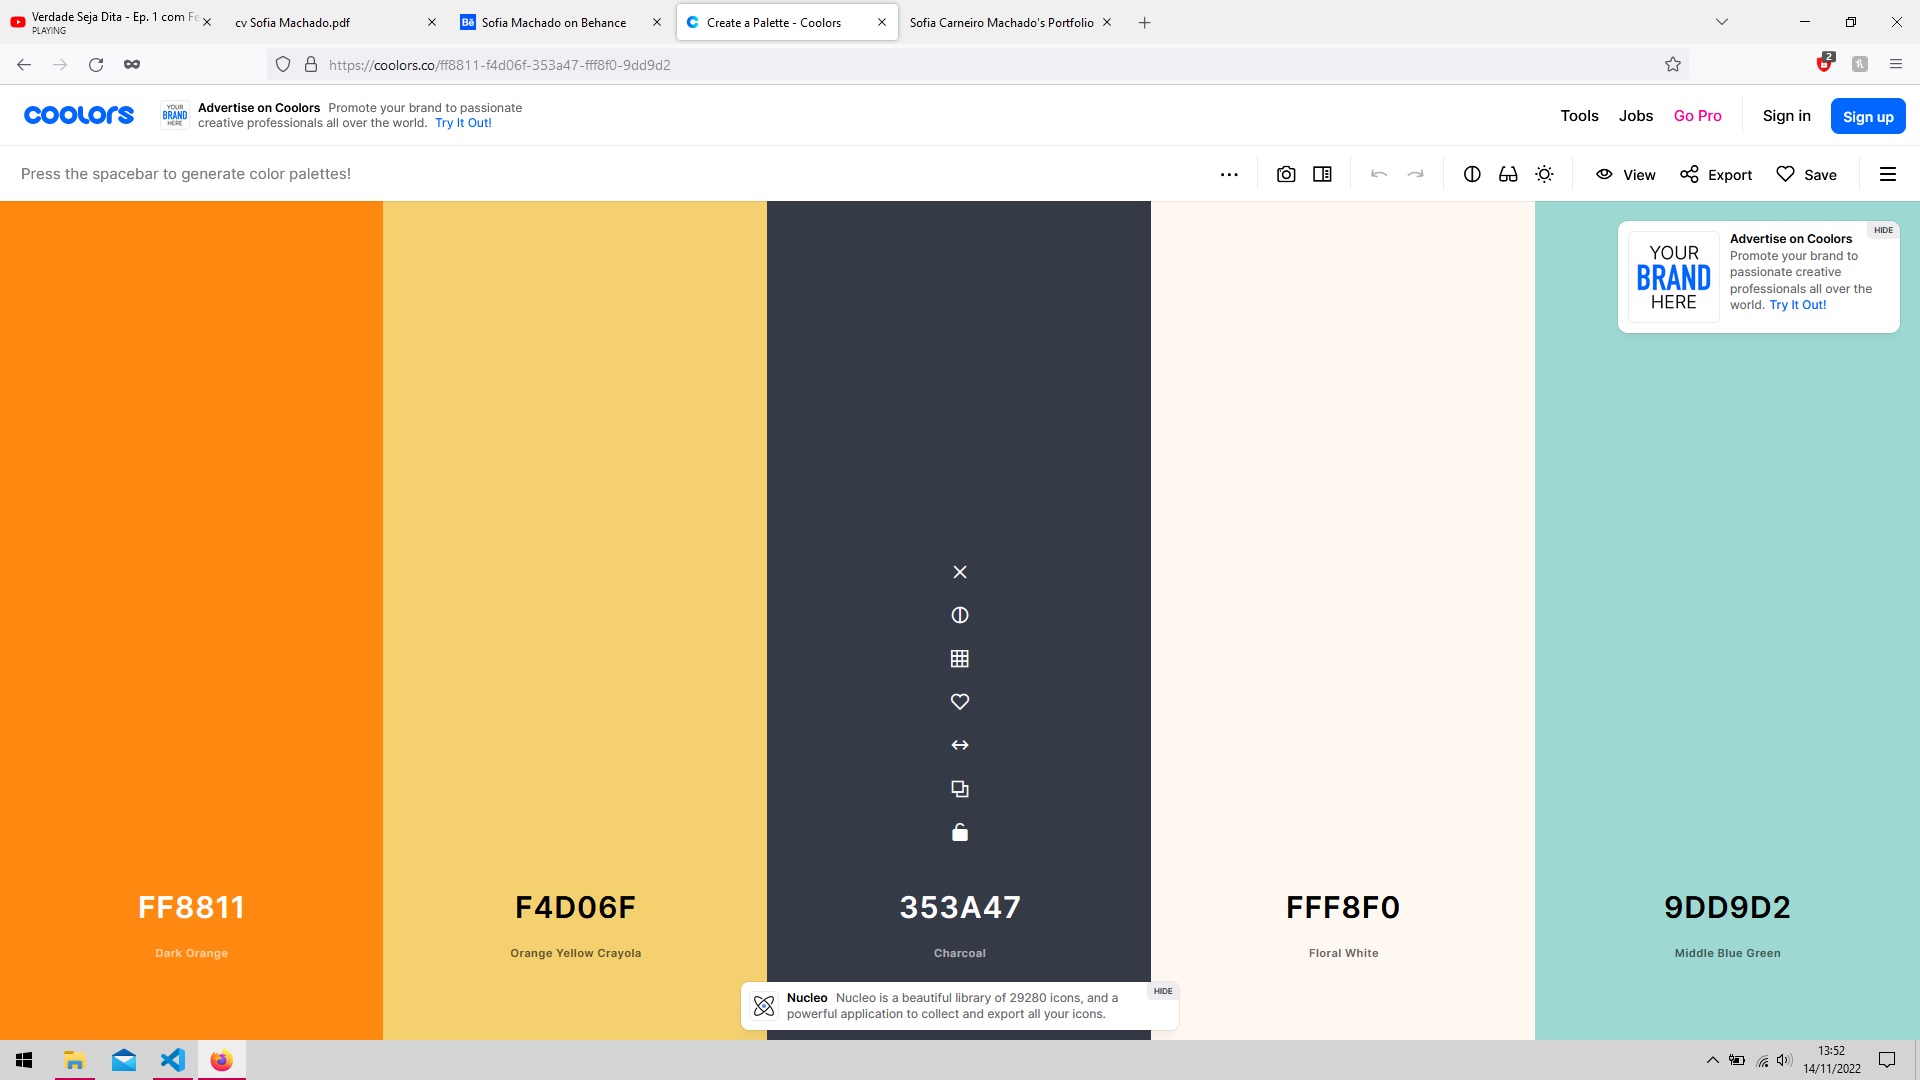 Verdade Seja Dita - Ep. 1 com Fe
PLAYING
cv Sofia Machado.pdf
Bē Sofia Machado on Behance
Create a Palette - Coolors
Sofia Carneiro Machado's Portfolio
https://coolors.co/ff8811-f4d06f-353a47-fff8f0-9dd9d2
2
coolors
YOUR
BRAND
HERE
Advertise on Coolors Promote your brand to passionate
creative professionals all over the world. Try It Out!
Tools
Jobs
Go Pro
Sign in
Sign up
Press the spacebar to generate color palettes!
View
Export
Save
YOUR
BRAND
HERE
Advertise on Coolors
HIDE
Promote your brand to
passionate creative
professionals all over the
world. Try It Out!
FF8811
Dark Orange
F4D06F
Orange Yellow Crayola
353A47
Charcoal
FFF8F0
Floral White
9DD9D2
Middle Blue Green
Nucleo Nucleo is a beautiful library of 29280 icons, and a
powerful application to collect and export all your icons.
HIDE
13:52
14/11/2022